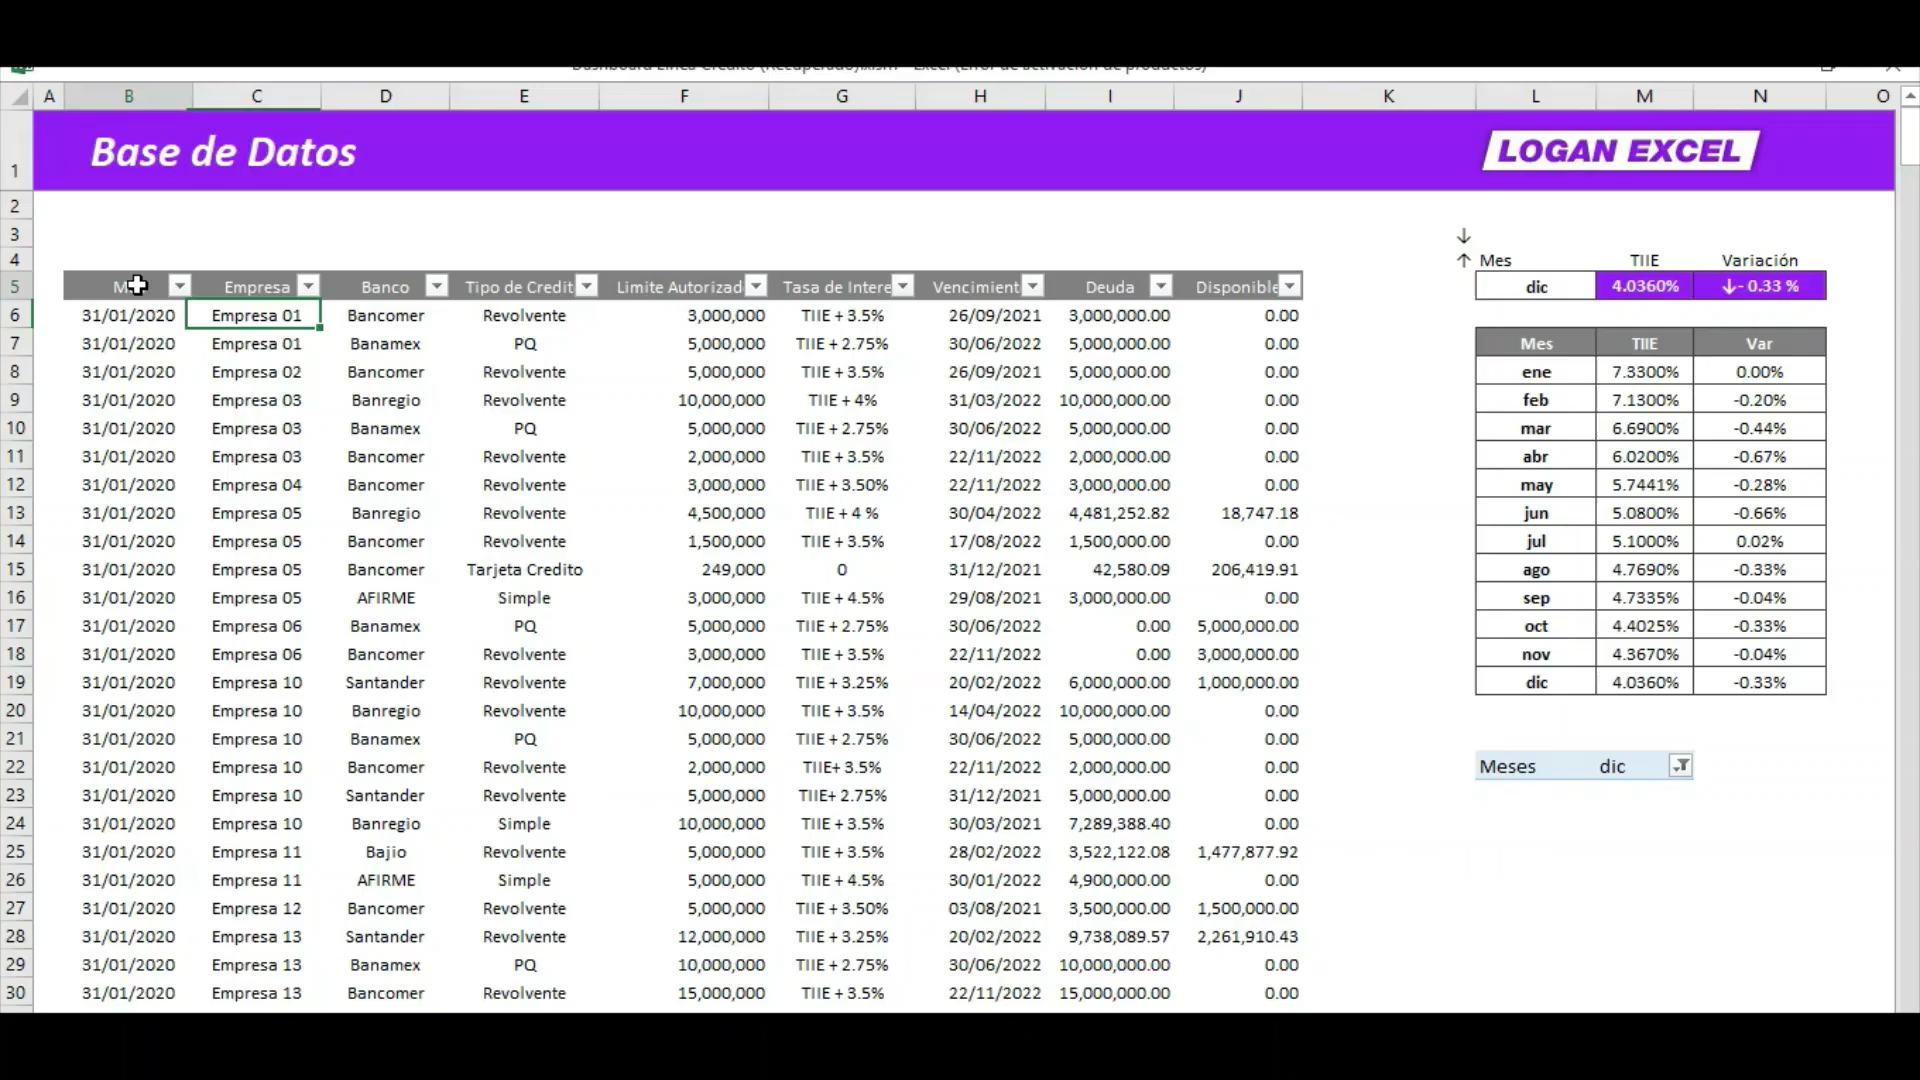 A B C D E F G H I J K L M N O
1 Base de Datos LOGAN EXCEL
2
3 ↓
4 ↑ Mes TIIE Variación
5 Empresa Banco Tipo de Credit Limite Autorizad Tasa de Intere Vencimient Deuda Disponible dic 4.0360% ↓- 0.33 %
6 31/01/2020 Empresa 01 Bancomer Revolvente 3,000,000 TIIE + 3.5% 26/09/2021 3,000,000.00 0.00
7 31/01/2020 Empresa 01 Banamex PQ 5,000,000 TIIE + 2.75% 30/06/2022 5,000,000.00 0.00 Mes TIIE Var
8 31/01/2020 Empresa 02 Bancomer Revolvente 5,000,000 TIIE + 3.5% 26/09/2021 5,000,000.00 0.00 ene 7.3300% 0.00%
9 31/01/2020 Empresa 03 Banregio Revolvente 10,000,000 TIIE + 4% 31/03/2022 10,000,000.00 0.00 feb 7.1300% -0.20%
10 31/01/2020 Empresa 03 Banamex PQ 5,000,000 TIIE + 2.75% 30/06/2022 5,000,000.00 0.00 mar 6.6900% -0.44%
11 31/01/2020 Empresa 03 Bancomer Revolvente 2,000,000 TIIE + 3.5% 22/11/2022 2,000,000.00 0.00 abr 6.0200% -0.67%
12 31/01/2020 Empresa 04 Bancomer Revolvente 3,000,000 TIIE + 3.50% 22/11/2022 3,000,000.00 0.00 may 5.7441% -0.28%
13 31/01/2020 Empresa 05 Banregio Revolvente 4,500,000 TIIE + 4 % 30/04/2022 4,481,252.82 18,747.18 jun 5.0800% -0.66%
14 31/01/2020 Empresa 05 Bancomer Revolvente 1,500,000 TIIE + 3.5% 17/08/2022 1,500,000.00 0.00 jul 5.1000% 0.02%
15 31/01/2020 Empresa 05 Bancomer Tarjeta Credito 249,000 0 31/12/2021 42,580.09 206,419.91 ago 4.7690% -0.33%
16 31/01/2020 Empresa 05 AFIRME Simple 3,000,000 TIIE + 4.5% 29/08/2021 3,000,000.00 0.00 sep 4.7335% -0.04%
17 31/01/2020 Empresa 06 Banamex PQ 5,000,000 TIIE + 2.75% 30/06/2022 0.00 5,000,000.00 oct 4.4025% -0.33%
18 31/01/2020 Empresa 06 Bancomer Revolvente 3,000,000 TIIE + 3.5% 22/11/2022 0.00 3,000,000.00 nov 4.3670% -0.04%
19 31/01/2020 Empresa 10 Santander Revolvente 7,000,000 TIIE + 3.25% 20/02/2022 6,000,000.00 1,000,000.00 dic 4.0360% -0.33%
20 31/01/2020 Empresa 10 Banregio Revolvente 10,000,000 TIIE + 3.5% 14/04/2022 10,000,000.00 0.00
21 31/01/2020 Empresa 10 Banamex PQ 5,000,000 TIIE + 2.75% 30/06/2022 5,000,000.00 0.00
22 31/01/2020 Empresa 10 Bancomer Revolvente 2,000,000 TIIE+ 3.5% 22/11/2022 2,000,000.00 0.00 Meses dic
23 31/01/2020 Empresa 10 Santander Revolvente 5,000,000 TIIE+ 2.75% 31/12/2021 5,000,000.00 0.00
24 31/01/2020 Empresa 10 Banregio Simple 10,000,000 TIIE + 3.5% 30/03/2021 7,289,388.40 0.00
25 31/01/2020 Empresa 11 Bajio Revolvente 5,000,000 TIIE + 3.5% 28/02/2022 3,522,122.08 1,477,877.92
26 31/01/2020 Empresa 11 AFIRME Simple 5,000,000 TIIE + 4.5% 30/01/2022 4,900,000.00 0.00
27 31/01/2020 Empresa 12 Bancomer Revolvente 5,000,000 TIIE + 3.50% 03/08/2021 3,500,000.00 1,500,000.00
28 31/01/2020 Empresa 13 Santander Revolvente 12,000,000 TIIE + 3.25% 20/02/2022 9,738,089.57 2,261,910.43
29 31/01/2020 Empresa 13 Banamex PQ 10,000,000 TIIE + 2.75% 30/06/2022 10,000,000.00 0.00
30 31/01/2020 Empresa 13 Bancomer Revolvente 15,000,000 TIIE + 3.5% 22/11/2022 15,000,000.00 0.00